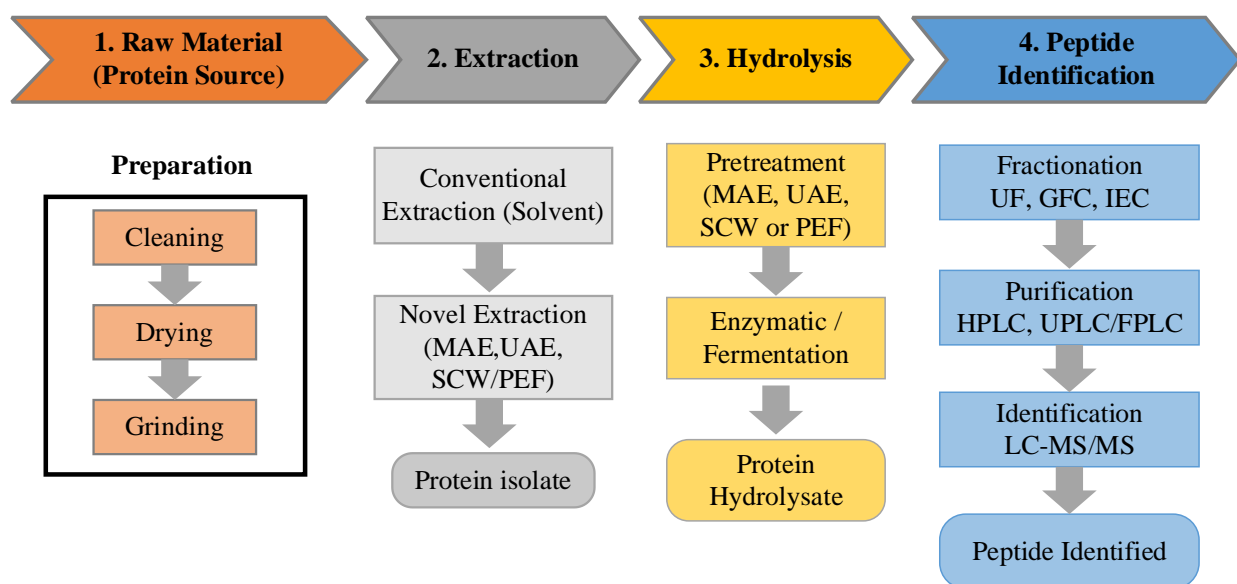 1. Raw Material
(Protein Source)
2. Extraction
3. Hydrolysis
4. Peptide
Identification
Preparation
Cleaning
Drying
Grinding
Conventional
Extraction (Solvent)
Novel Extraction
(MAE,UAE,
SCW/PEF)
Protein isolate
Pretreatment
(MAE, UAE,
SCW or PEF)
Enzymatic /
Fermentation
Protein
Hydrolysate
Fractionation
UF, GFC, IEC
Purification
HPLC, UPLC/FPLC
Identification
LC-MS/MS
Peptide Identified